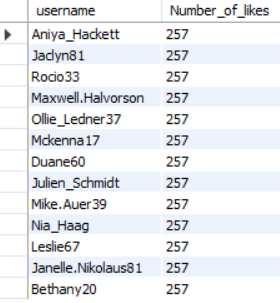 username Number_of_likes
Aniya_Hackett 257
Jaclyn81 257
Rocio33 257
Maxwell.Halvorson 257
Ollie_Ledner37 257
Mckenna17 257
Duane60 257
Julien_Schmidt 257
Mike.Auer39 257
Nia_Haag 257
Leslie67 257
Janelle.Nikolaus81 257
Bethany20 257